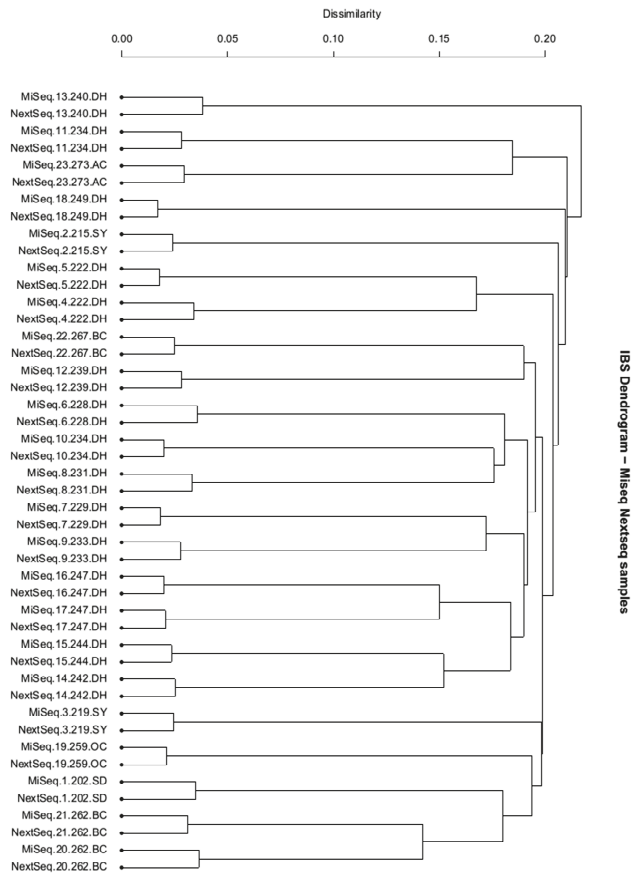 Dissimilarity
0.00 0.05 0.10 0.15 0.20
MiSeq.13.240.DH
NextSeq.13.240.DH
MiSeq.11.234.DH
NextSeq.11.234.DH
MiSeq.23.273.AC
NextSeq.23.273.AC
MiSeq.18.249.DH
NextSeq.18.249.DH
MiSeq.2.215.SY
NextSeq.2.215.SY
MiSeq.5.222.DH
NextSeq.5.222.DH
MiSeq.4.222.DH
NextSeq.4.222.DH
MiSeq.22.267.BC
NextSeq.22.267.BC
MiSeq.12.239.DH
NextSeq.12.239.DH
MiSeq.6.228.DH
NextSeq.6.228.DH
MiSeq.10.234.DH
NextSeq.10.234.DH
MiSeq.8.231.DH
NextSeq.8.231.DH
MiSeq.7.229.DH
NextSeq.7.229.DH
MiSeq.9.233.DH
NextSeq.9.233.DH
MiSeq.16.247.DH
NextSeq.16.247.DH
MiSeq.17.247.DH
NextSeq.17.247.DH
MiSeq.15.244.DH
NextSeq.15.244.DH
MiSeq.14.242.DH
NextSeq.14.242.DH
MiSeq.3.219.SY
NextSeq.3.219.SY
MiSeq.19.259.OC
NextSeq.19.259.OC
MiSeq.1.202.SD
NextSeq.1.202.SD
MiSeq.21.262.BC
NextSeq.21.262.BC
MiSeq.20.262.BC
NextSeq.20.262.BC
IBS Dendrogram – Miseq Nextseq samples